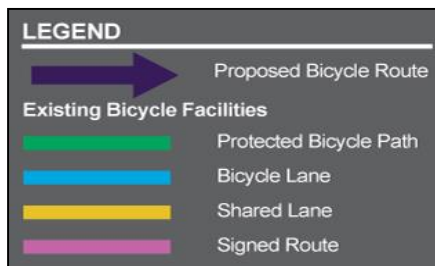 LEGEND
Proposed Bicycle Route
Existing Bicycle Facilities
Protected Bicycle Path
Bicycle Lane
Shared Lane
Signed Route